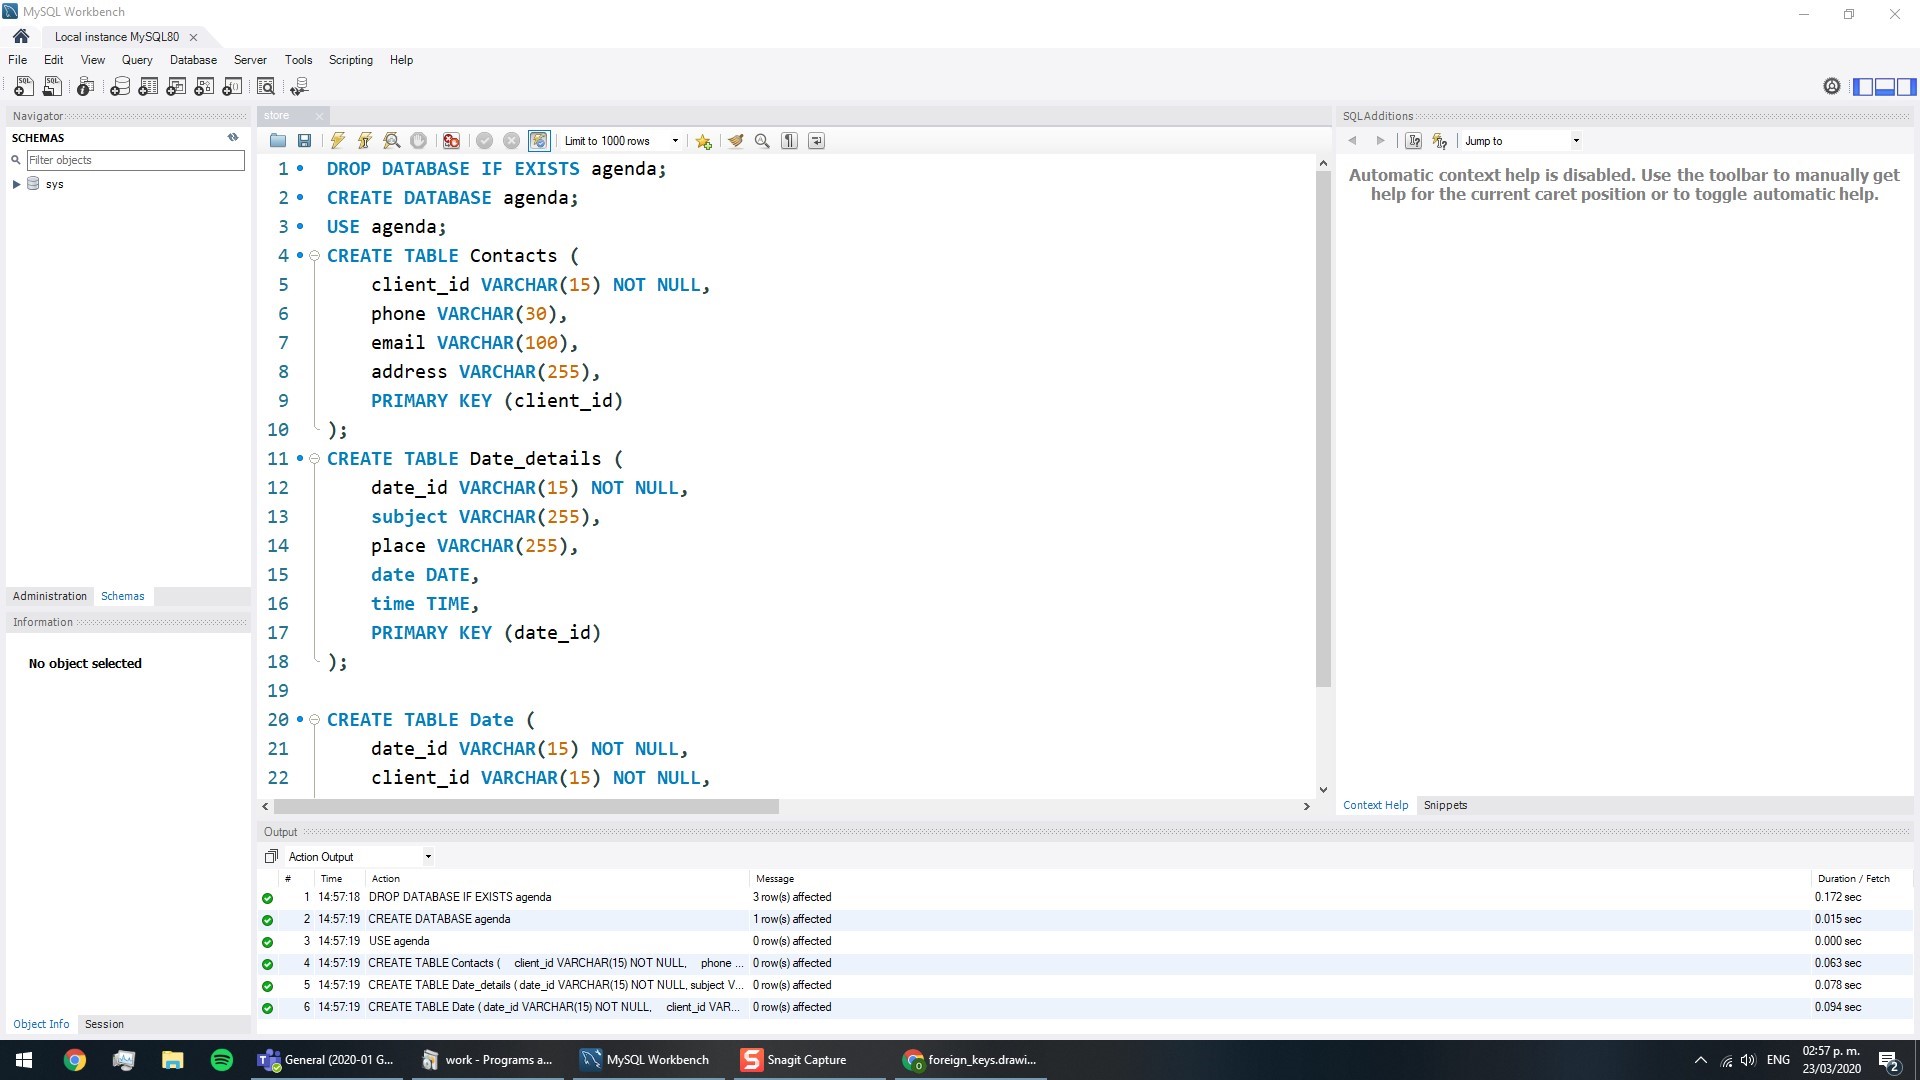 MySQL Workbench
Local instance MySQL80
File Edit View Query Database Server Tools Scripting Help
Navigator
SCHEMAS
Filter objects
sys
Administration Schemas
Information
No object selected
Object Info Session
store
Limit to 1000 rows
1 DROP DATABASE IF EXISTS agenda;
2 CREATE DATABASE agenda;
3 USE agenda;
4 CREATE TABLE Contacts (
5 client_id VARCHAR(15) NOT NULL,
6 phone VARCHAR(30),
7 email VARCHAR(100),
8 address VARCHAR(255),
9 PRIMARY KEY (client_id)
10 );
11 CREATE TABLE Date_details (
12 date_id VARCHAR(15) NOT NULL,
13 subject VARCHAR(255),
14 place VARCHAR(255),
15 date DATE,
16 time TIME,
17 PRIMARY KEY (date_id)
18 );
19
20 CREATE TABLE Date (
21 date_id VARCHAR(15) NOT NULL,
22 client_id VARCHAR(15) NOT NULL,
SQLAdditions
Jump to
Automatic context help is disabled. Use the toolbar to manually get
help for the current caret position or to toggle automatic help.
Context Help Snippets
Output
Action Output
# Time Action Message Duration / Fetch
1 14:57:18 DROP DATABASE IF EXISTS agenda 3 row(s) affected 0.172 sec
2 14:57:19 CREATE DATABASE agenda 1 row(s) affected 0.015 sec
3 14:57:19 USE agenda 0 row(s) affected 0.000 sec
4 14:57:19 CREATE TABLE Contacts ( client_id VARCHAR(15) NOT NULL, phone ... 0 row(s) affected 0.063 sec
5 14:57:19 CREATE TABLE Date_details ( date_id VARCHAR(15) NOT NULL, subject V... 0 row(s) affected 0.078 sec
6 14:57:19 CREATE TABLE Date ( date_id VARCHAR(15) NOT NULL, client_id VAR... 0 row(s) affected 0.094 sec
General (2020-01 G... work - Programs a... MySQL Workbench Snagit Capture foreign_keys.drawi... ENG
02:57 p. m.
23/03/2020
2